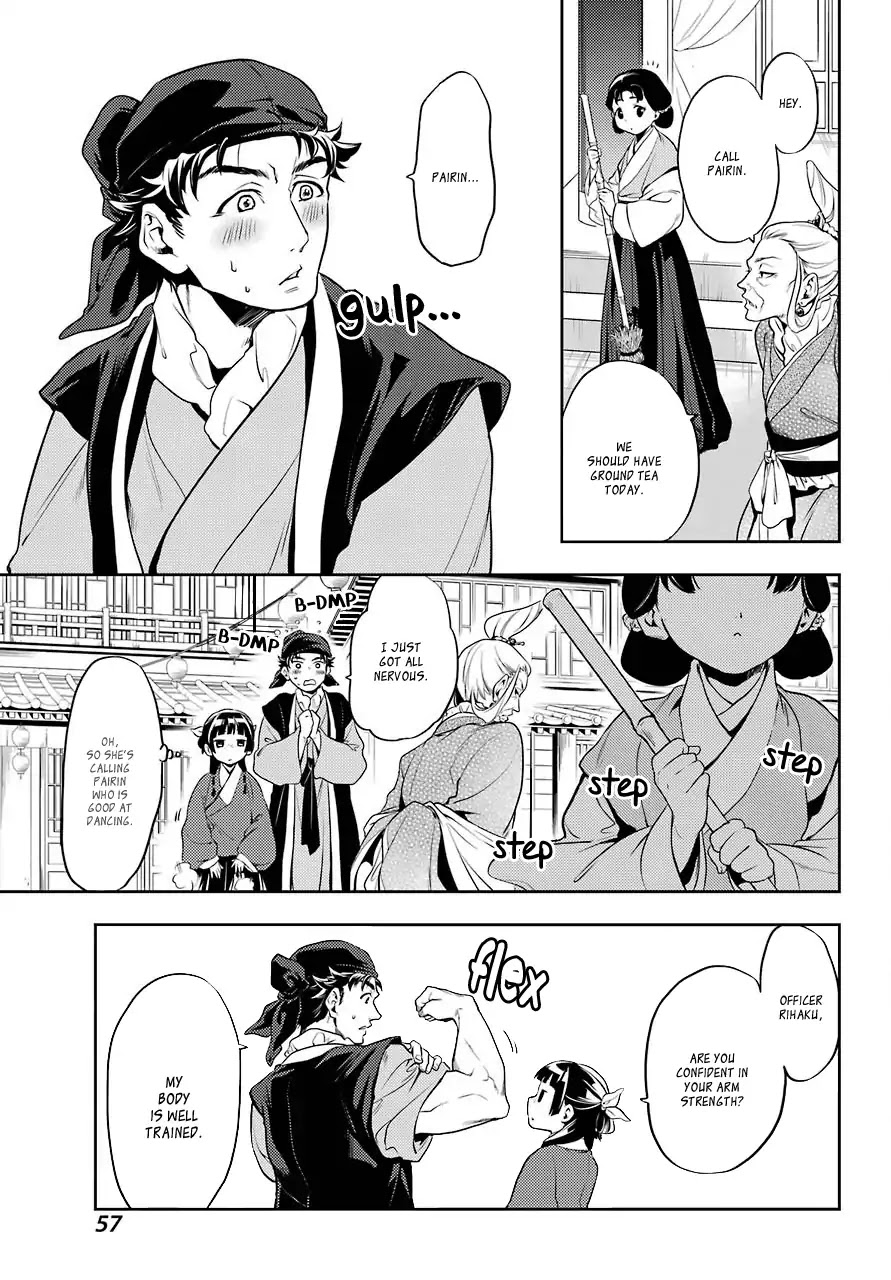 HEY.
CALL
PAIRIN.
WE
SHOULD HAVE
GROUND TEA
TODAY.
PAIRIN...
gulp...
step
step
step
I JUST
GOT ALL
NERVOUS.
B-DMP
B-DMP
OH,
SO SHE'S
CALLING
PAIRIN
WHO IS
GOOD AT
DANCING.
OFFICER
RIHAKU,
ARE YOU
CONFIDENT IN
YOUR ARM
STRENGTH?
flex
MY
BODY
IS WELL
TRAINED.
57